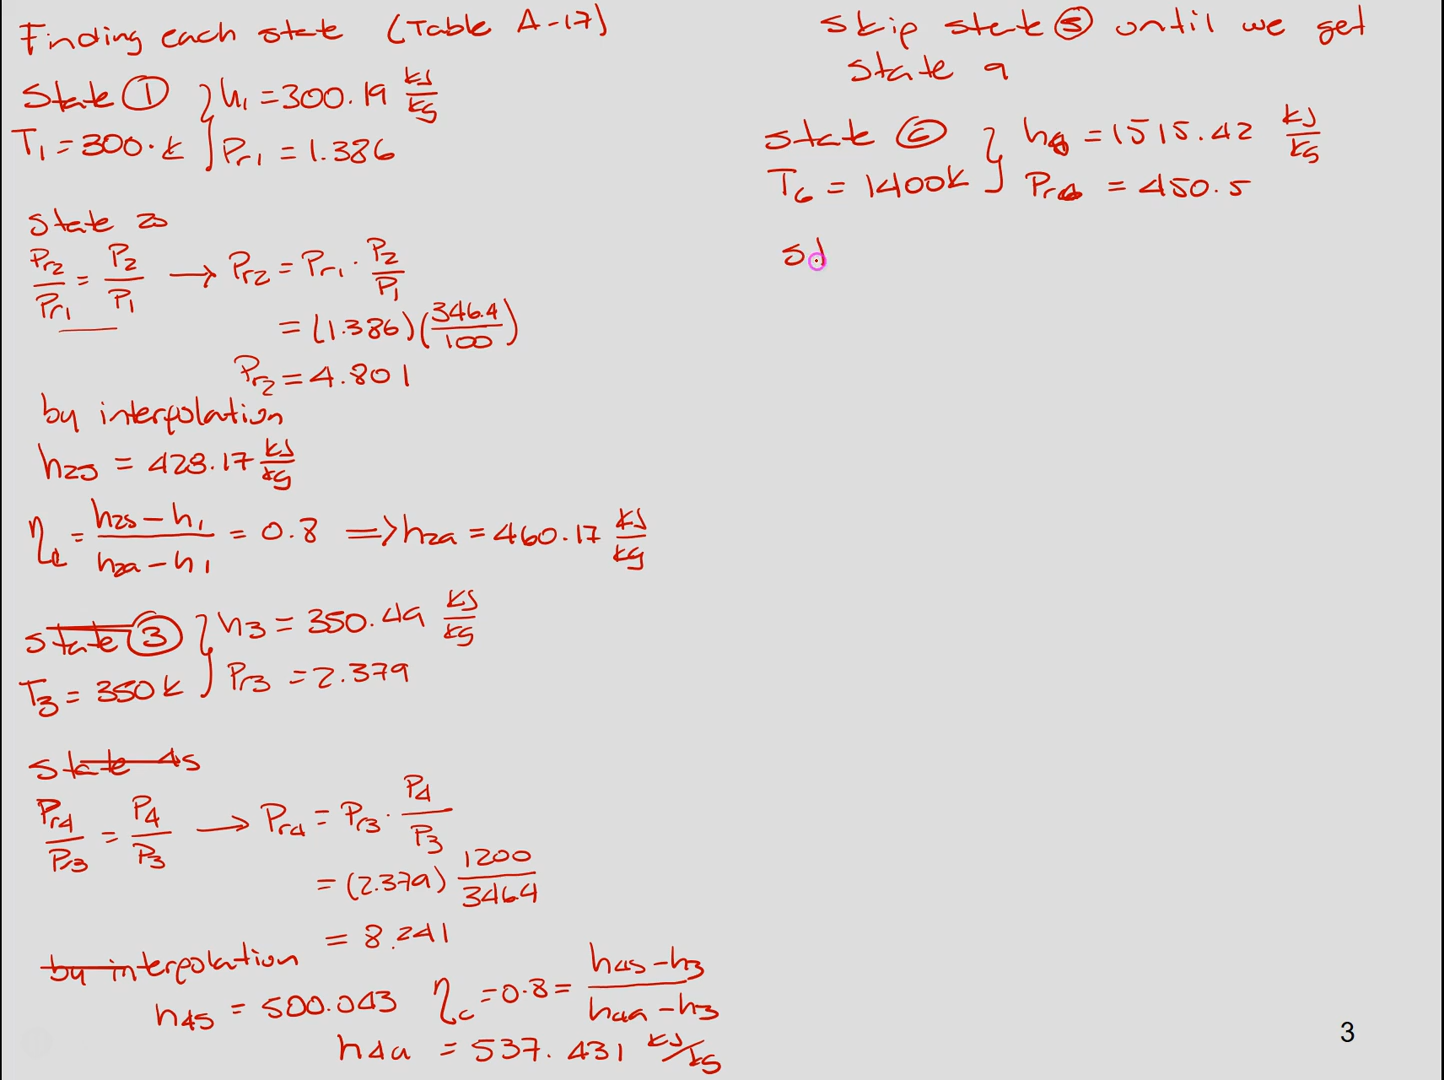 Finding each state (Table A-17)
State ① } h₁ = 300.19 kJ/kg
T₁ = 300. K } Pr₁ = 1.386
State 2s
Pr₂/Pr₁ = P₂/P₁ → Pr₂ = Pr₁ · P₂/P₁
= (1.386)(346.4/100)
Pr₂ = 4.801
by interpolation
h₂s = 428.17 kJ/kg
η_c = (h₂s − h₁)/(h₂a − h₁) = 0.8 ⇒ h₂a = 460.17 kJ/kg
state ③ } h₃ = 350.49 kJ/kg
T₃ = 350 K } Pr₃ = 2.379
state 4s
Pr₄/Pr₃ = P₄/P₃ → Pr₄ = Pr₃ · P₄/P₃
= (2.379) 1200/346.4
= 8.241
by interpolation
h₄s = 500.043 η_c = 0.8 = (h₄s − h₃)/(h₄a − h₃)
h₄a = 537.431 kJ/kg
skip state ⑤ until we get
state 9
state ⑥ } h₆ = 1515.42 kJ/kg
T₆ = 1400K } Pr₆ = 450.5
3